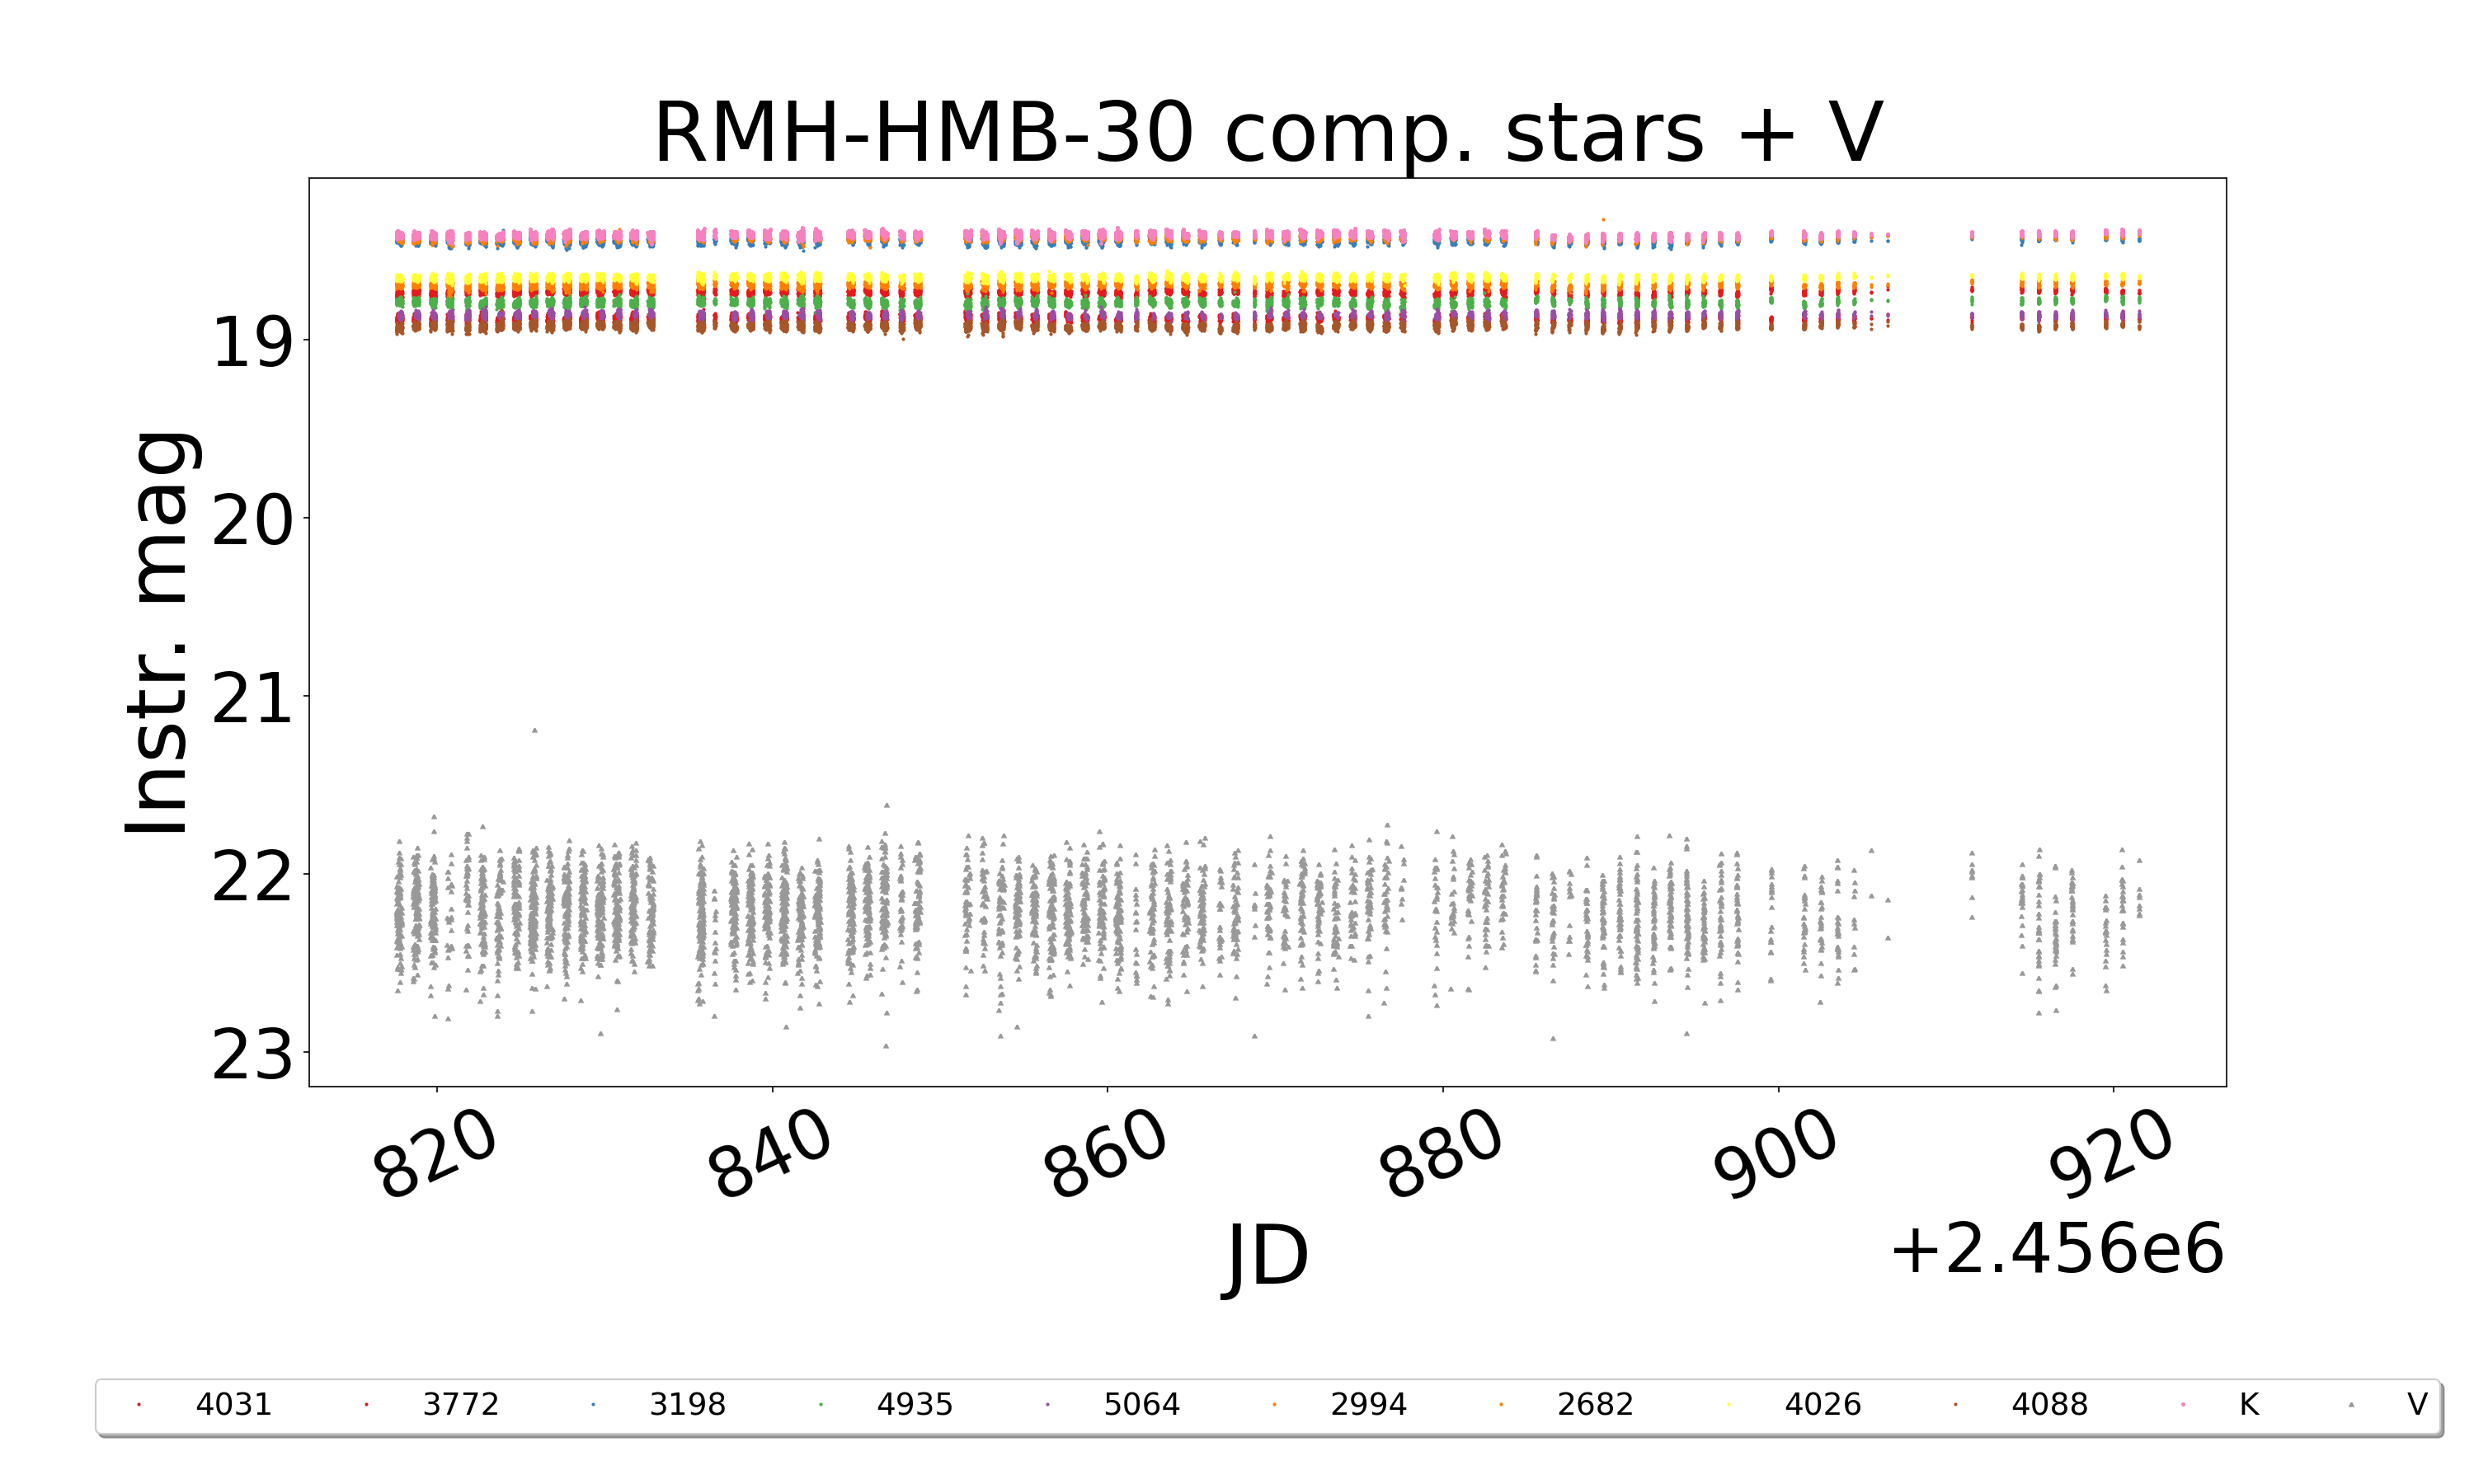 RMH-HMB-30 comp. stars + V
Instr. mag
19
20
21
22
23
820 840 860 880 900 920
JD
+2.456e6
4031 3772 3198 4935 5064 2994 2682 4026 4088 K V